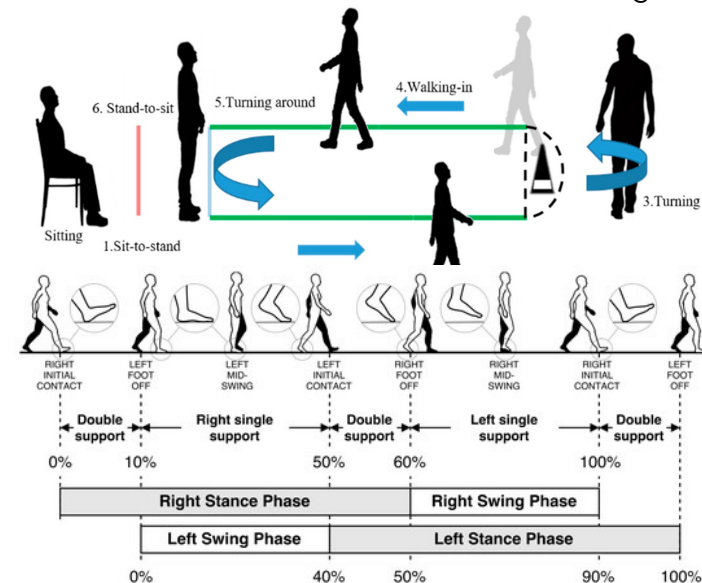 4.Walking-in
6. Stand-to-sit
5.Turning around
3.Turning
Sitting
1.Sit-to-stand
RIGHT INITIAL CONTACT
LEFT FOOT OFF
LEFT MID-SWING
LEFT INITIAL CONTACT
RIGHT FOOT OFF
RIGHT MID-SWING
RIGHT INITIAL CONTACT
LEFT FOOT OFF
Double support
Right single support
Double support
Left single support
Double support
0% 10% 50% 60% 100%
Right Stance Phase
Right Swing Phase
Left Swing Phase
Left Stance Phase
0% 40% 50% 90% 100%